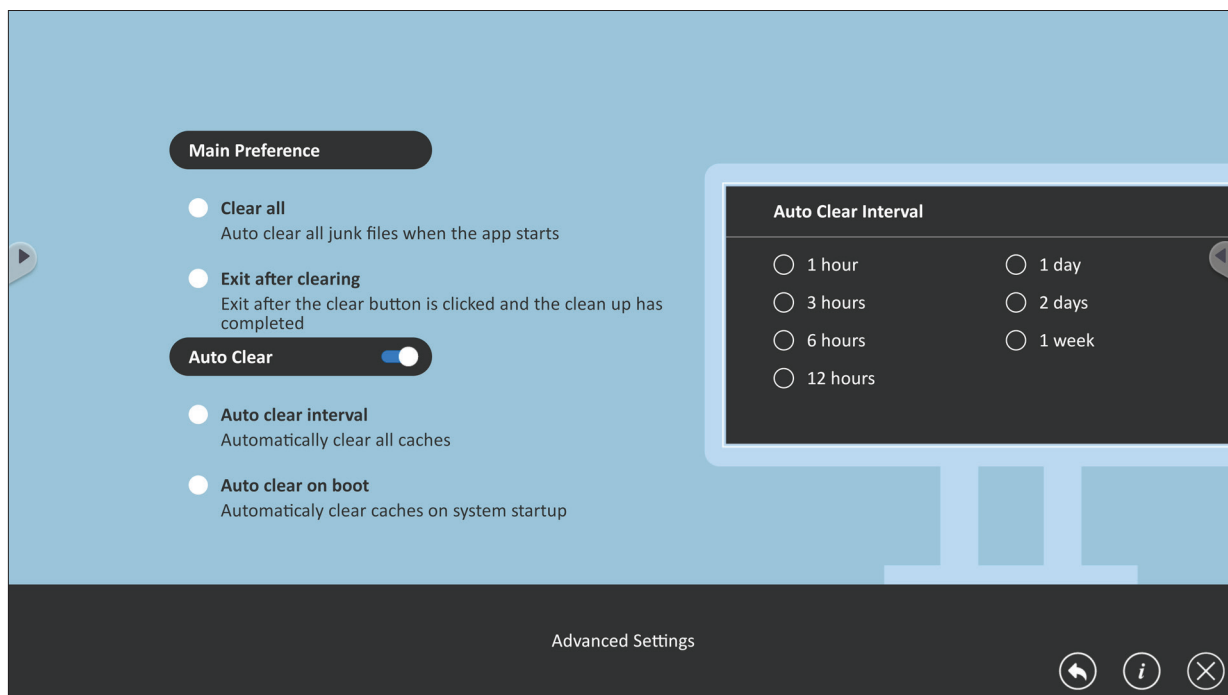 Main Preference
Clear all
Auto clear all junk files when the app starts
Exit after clearing
Exit after the clear button is clicked and the clean up has
completed
Auto Clear
Auto clear interval
Automatically clear all caches
Auto clear on boot
Automaticaly clear caches on system startup
Auto Clear Interval
1 hour
3 hours
6 hours
12 hours
1 day
2 days
1 week
Advanced Settings
i